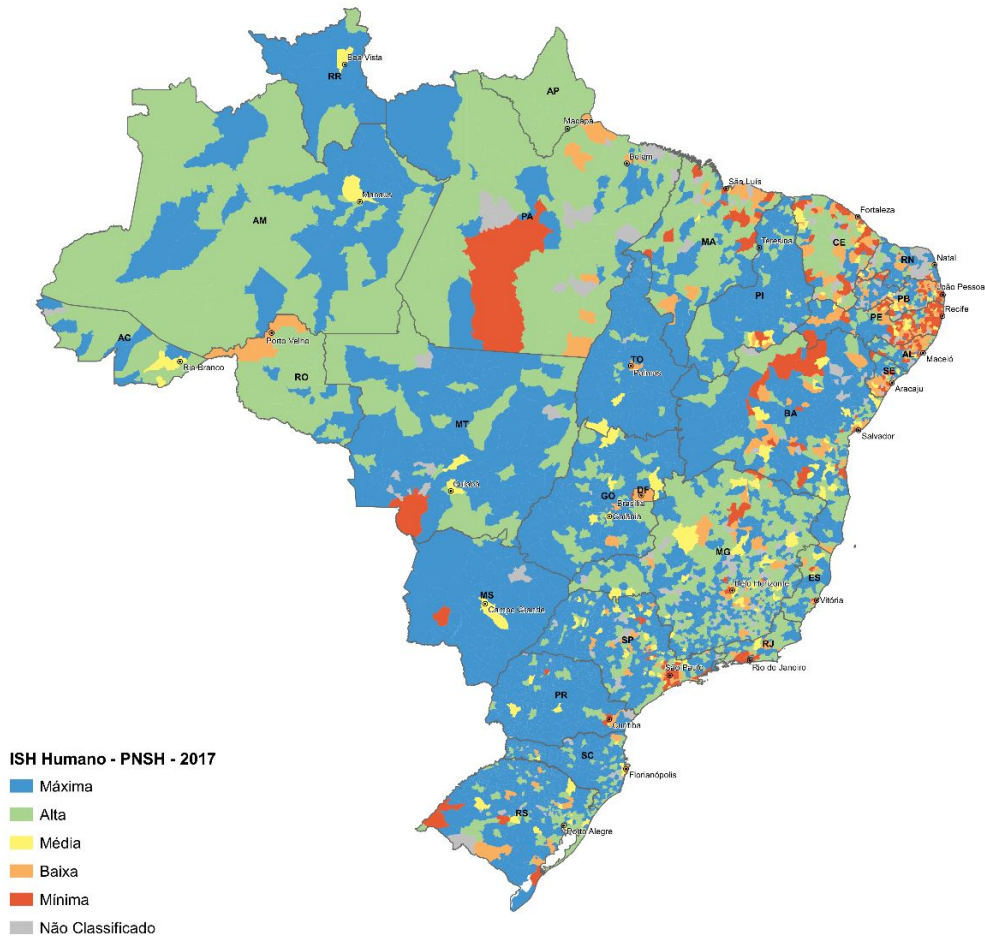 Boa Vista
RR
AP
Macapá
Belém
São Luís
Manaus
Fortaleza
AM
PA
MA
Teresina
CE
RN
Natal
PI
PB
João Pessoa
PE
Recife
AC
Porto Velho
AL
Maceió
Rio Branco
TO
Palmas
SE
RO
Aracaju
BA
MT
Salvador
Cuiabá
GO
DF
Brasília
Goiânia
MG
ES
MS
Belo Horizonte
Campo Grande
Vitória
SP
RJ
São Paulo
Rio de Janeiro
PR
Curitiba
SC
Florianópolis
RS
Porto Alegre
ISH Humano - PNSH - 2017
Máxima
Alta
Média
Baixa
Mínima
Não Classificado